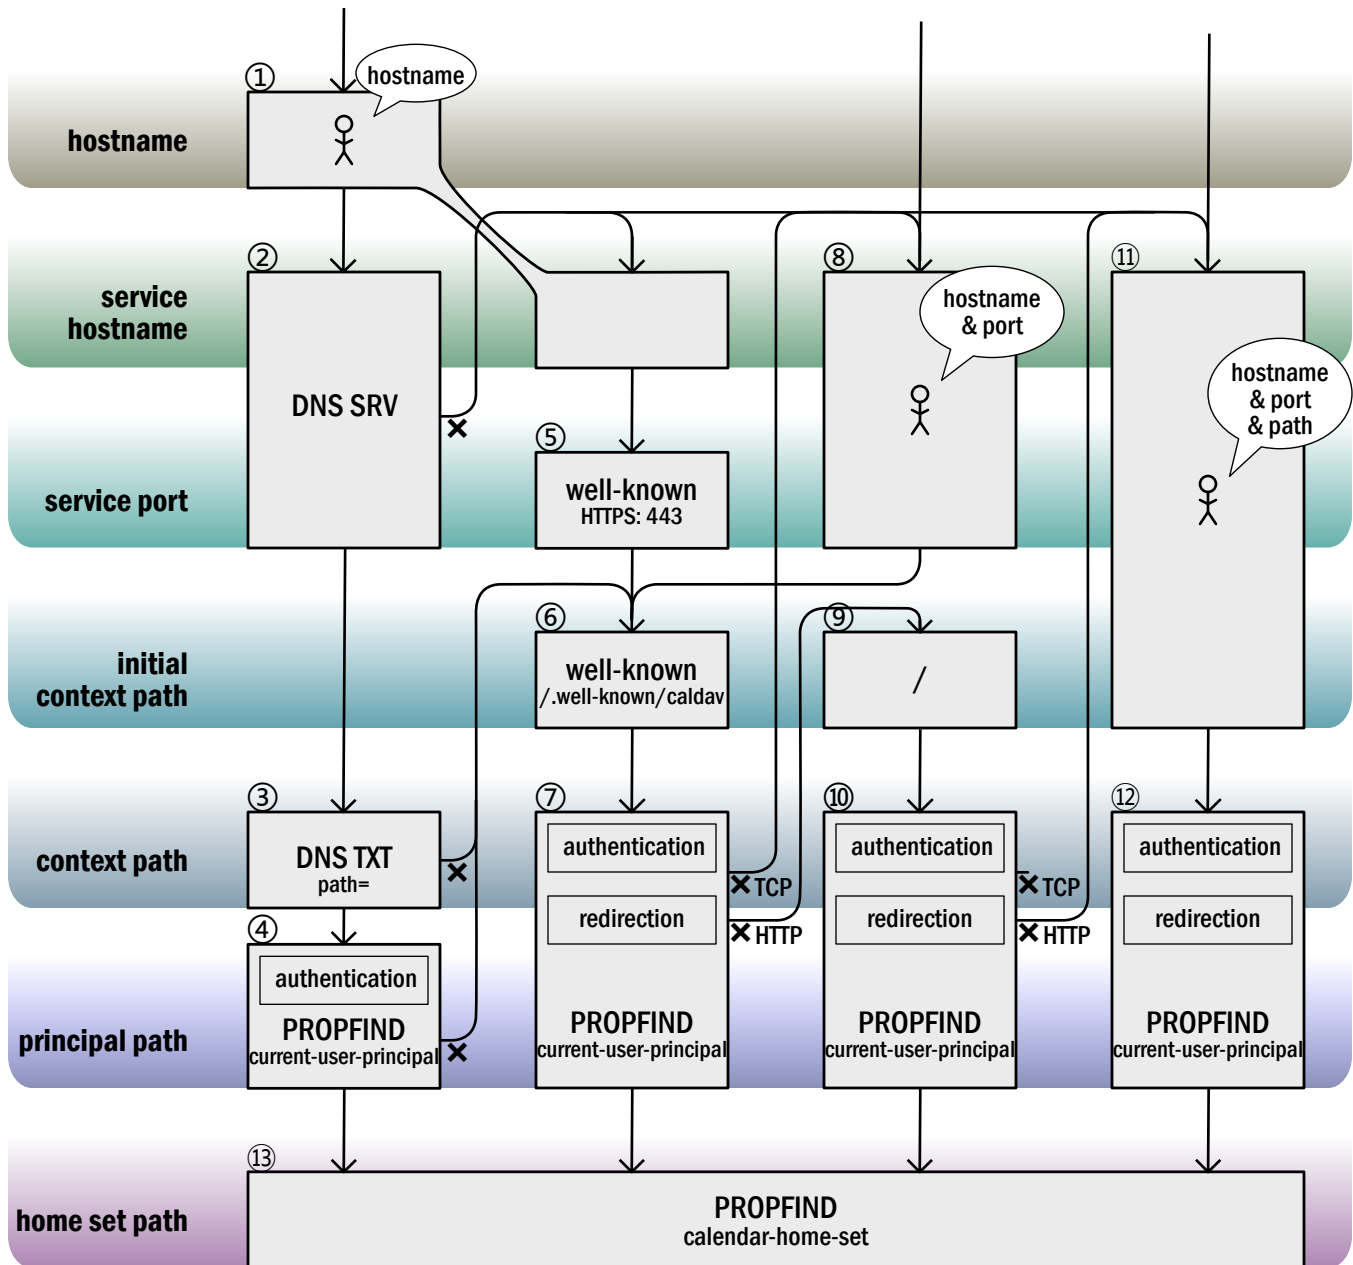 ①
hostname
hostname
②
⑧
⑪
service
hostname
hostname
& port
hostname
& port
& path
DNS SRV
✕
⑤
service port
well-known
HTTPS: 443
⑥
⑨
initial
context path
well-known
/.well-known/caldav
/
③
⑦
⑩
⑫
context path
DNS TXT
path=
✕
authentication
✕ TCP
redirection
✕ HTTP
authentication
✕ TCP
redirection
✕ HTTP
authentication
redirection
④
principal path
authentication
PROPFIND
current-user-principal
✕
PROPFIND
current-user-principal
PROPFIND
current-user-principal
PROPFIND
current-user-principal
⑬
home set path
PROPFIND
calendar-home-set